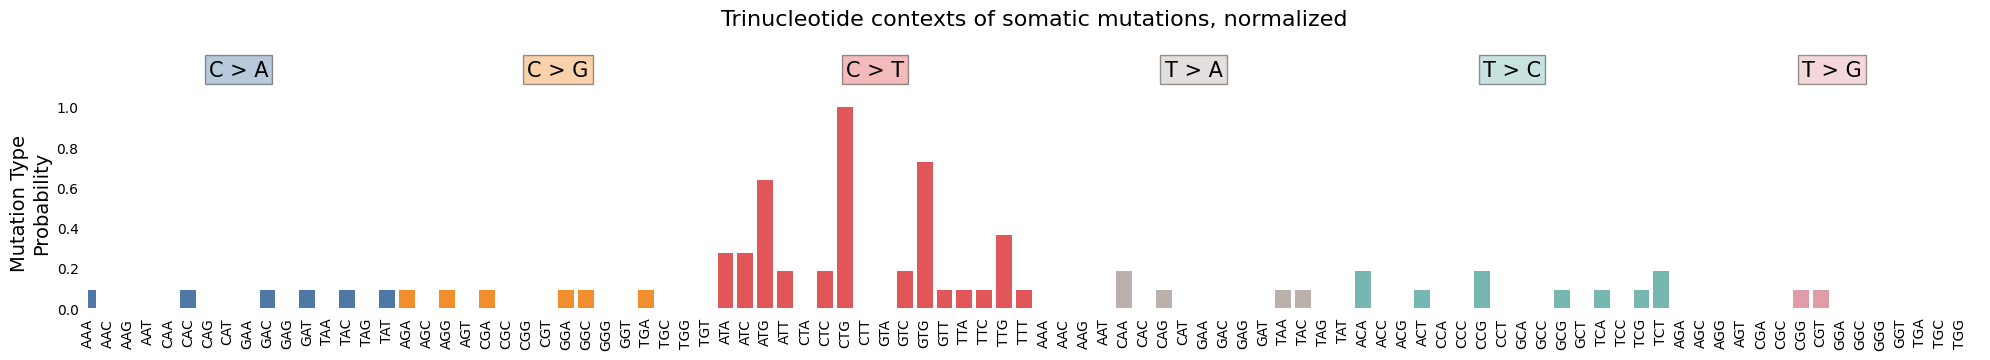 Trinucleotide contexts of somatic mutations, normalized
C > A
C > G
C > T
T > A
T > C
T > G
Mutation Type
Probability
1.0
0.8
0.6
0.4
0.2
0.0
AAA
AAC
AAG
AAT
CAA
CAC
CAG
CAT
GAA
GAC
GAG
GAT
TAA
TAC
TAG
TAT
AGA
AGC
AGG
AGT
CGA
CGC
CGG
CGT
GGA
GGC
GGG
GGT
TGA
TGC
TGG
TGT
ATA
ATC
ATG
ATT
CTA
CTC
CTG
CTT
GTA
GTC
GTG
GTT
TTA
TTC
TTG
TTT
AAA
AAC
AAG
AAT
CAA
CAC
CAG
CAT
GAA
GAC
GAG
GAT
TAA
TAC
TAG
TAT
ACA
ACC
ACG
ACT
CCA
CCC
CCG
CCT
GCA
GCC
GCG
GCT
TCA
TCC
TCG
TCT
AGA
AGC
AGG
AGT
CGA
CGC
CGG
CGT
GGA
GGC
GGG
GGT
TGA
TGC
TGG